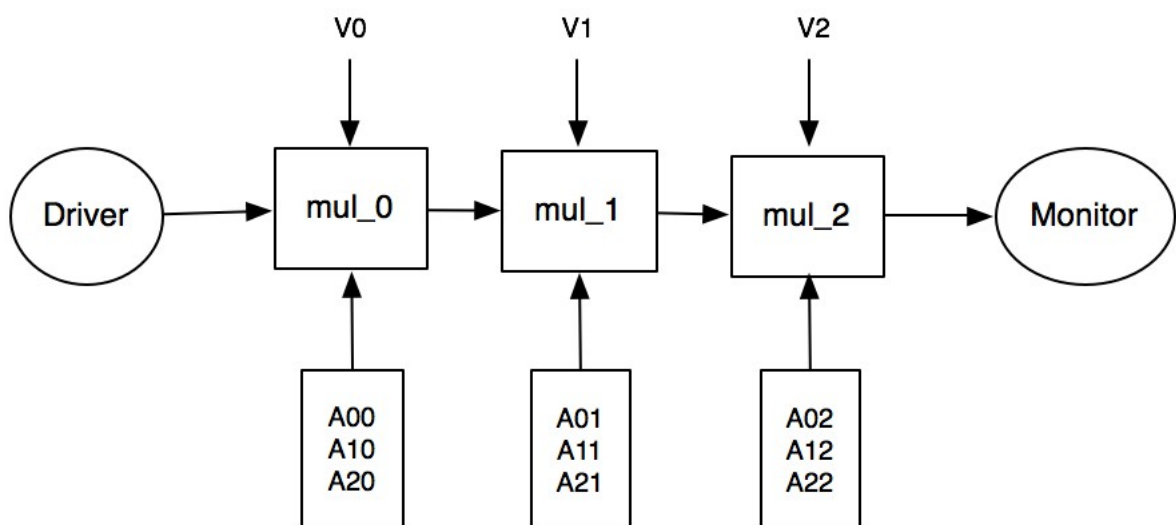 V0
V1
V2
Driver
mul_0
mul_1
mul_2
Monitor
A00
A10
A20
A01
A11
A21
A02
A12
A22